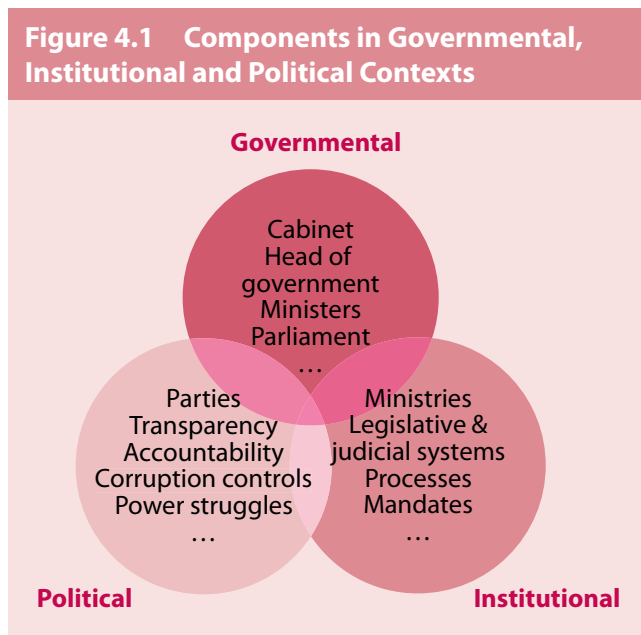 Figure 4.1 Components in Governmental,
Institutional and Political Contexts
Governmental
Cabinet
Head of
government
Ministers
Parliament
…
Parties
Transparency
Accountability
Corruption controls
Power struggles
…
Ministries
Legislative &
judicial systems
Processes
Mandates
…
Political
Institutional